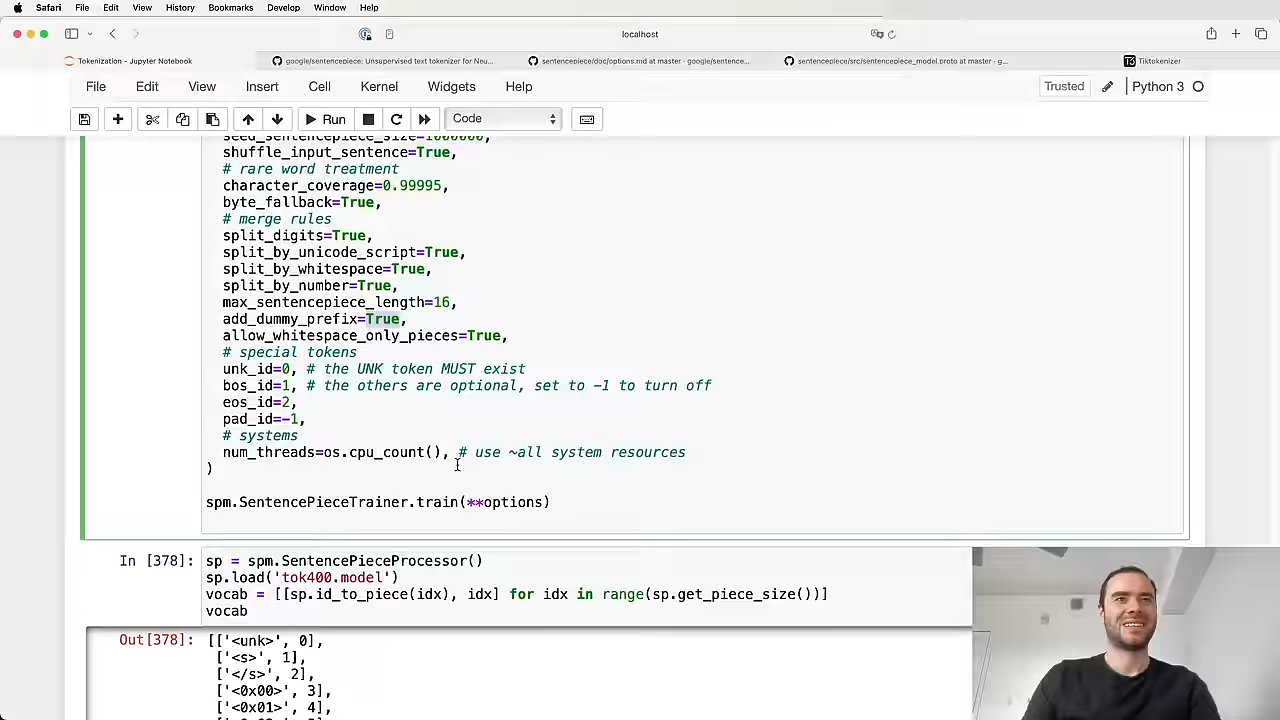 Safari File Edit View History Bookmarks Develop Window Help
localhost
Tokenization - Jupyter Notebook
google/sentencepiece: Unsupervised text tokenizer for Neu...
sentencepiece/doc/options.md at master · google/sentence...
sentencepiece/src/sentencepiece_model.proto at master · g...
Tiktokenizer
File Edit View Insert Cell Kernel Widgets Help
Trusted
Python 3
Run
Code
seed_sentencepiece_size=1000000,
shuffle_input_sentence=True,
# rare word treatment
character_coverage=0.99995,
byte_fallback=True,
# merge rules
split_digits=True,
split_by_unicode_script=True,
split_by_whitespace=True,
split_by_number=True,
max_sentencepiece_length=16,
add_dummy_prefix=True,
allow_whitespace_only_pieces=True,
# special tokens
unk_id=0, # the UNK token MUST exist
bos_id=1, # the others are optional, set to -1 to turn off
eos_id=2,
pad_id=-1,
# systems
num_threads=os.cpu_count(), # use ~all system resources
)
spm.SentencePieceTrainer.train(**options)
In [378]: sp = spm.SentencePieceProcessor()
sp.load('tok400.model')
vocab = [[sp.id_to_piece(idx), idx] for idx in range(sp.get_piece_size())]
vocab
Out[378]: [['<unk>', 0],
['<s>', 1],
['</s>', 2],
['<0x00>', 3],
['<0x01>', 4],